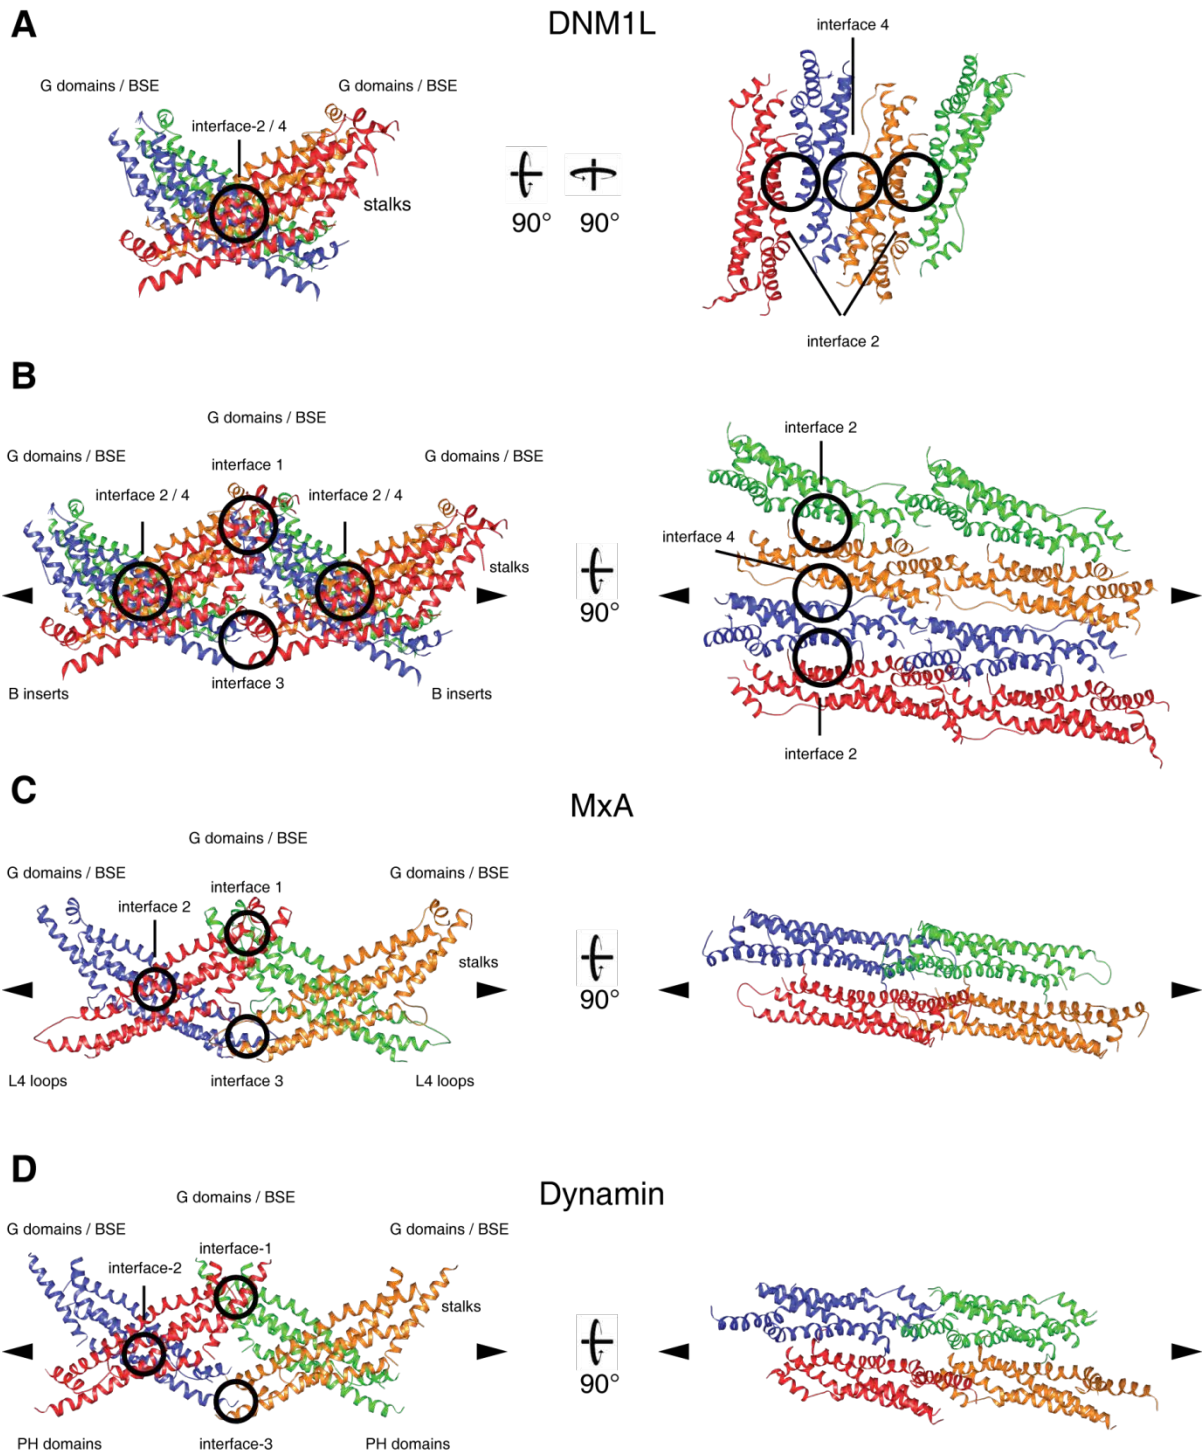 A
DNM1L
interface 4
G domains / BSE
G domains / BSE
interface-2 / 4
stalks
90°
90°
interface 2
B
G domains / BSE
G domains / BSE
interface 1
G domains / BSE
interface 2 / 4
interface 2 / 4
stalks
interface 3
B inserts
B inserts
90°
interface 2
interface 4
interface 2
C
MxA
G domains / BSE
G domains / BSE
interface 1
G domains / BSE
interface 2
stalks
L4 loops
interface 3
L4 loops
90°
D
Dynamin
G domains / BSE
G domains / BSE
interface-1
G domains / BSE
interface-2
stalks
PH domains
interface-3
PH domains
90°